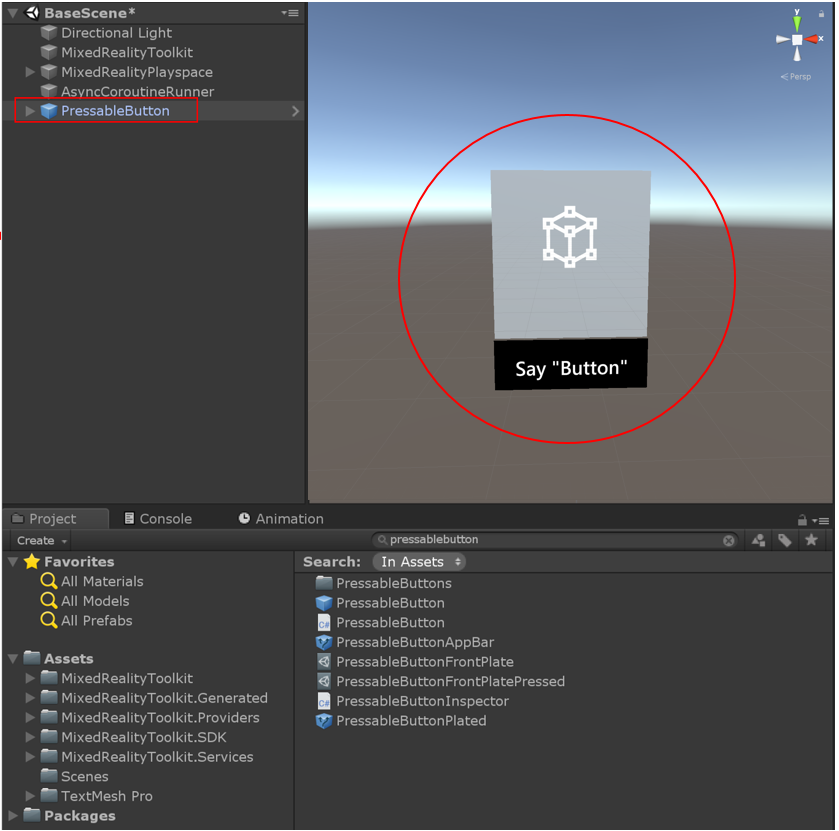 BaseScene*
Directional Light
MixedRealityToolkit
MixedRealityPlayspace
AsyncCoroutineRunner
PressableButton
y
x
Persp
Say "Button"
Project
Console
Animation
Create
pressablebutton
Favorites
All Materials
All Models
All Prefabs
Assets
MixedRealityToolkit
MixedRealityToolkit.Generated
MixedRealityToolkit.Providers
MixedRealityToolkit.SDK
MixedRealityToolkit.Services
Scenes
TextMesh Pro
Packages
Search: In Assets
PressableButtons
PressableButton
C# PressableButton
PressableButtonAppBar
PressableButtonFrontPlate
PressableButtonFrontPlatePressed
C# PressableButtonInspector
PressableButtonPlated